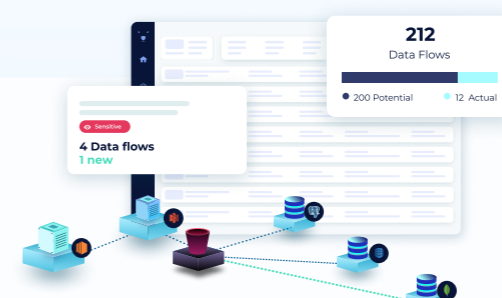 212
Data Flows
200 Potential
12 Actual
Sensitive
4 Data flows
1 new